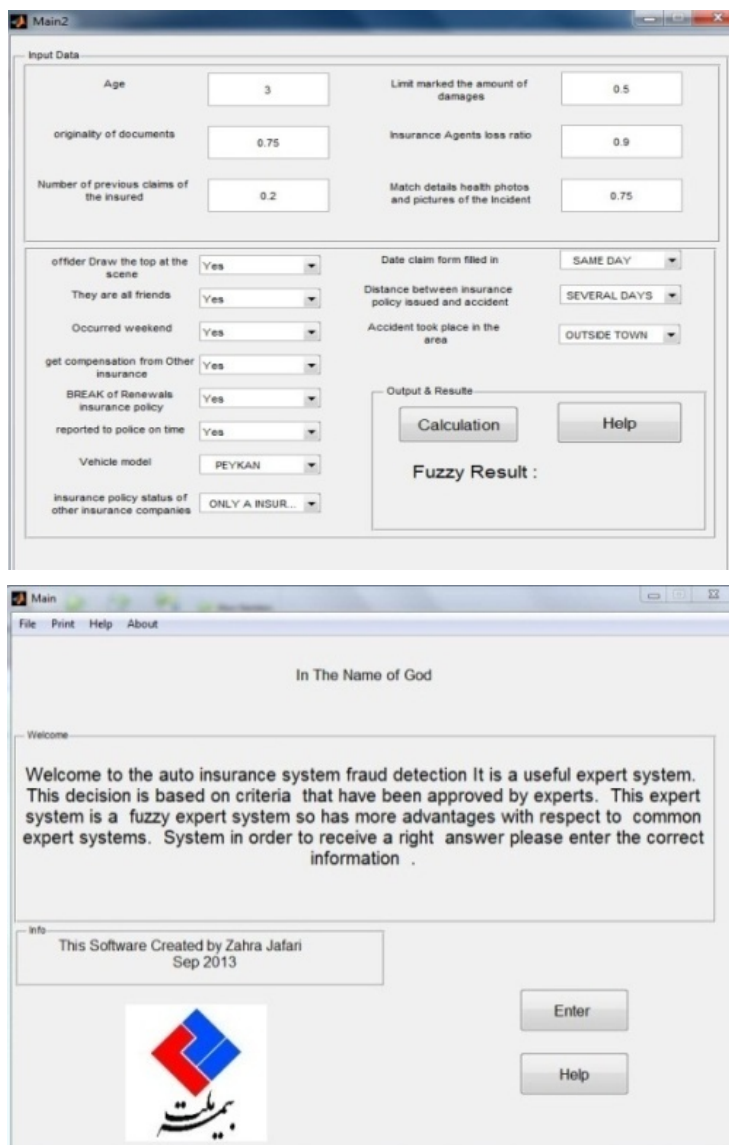 Main2
Input Data
Age
3
Limit marked the amount of
damages
0.5
originality of documents
0.75
Insurance Agents loss ratio
0.9
Number of previous claims of
the insured
0.2
Match details health photos
and pictures of the Incident
0.75
offider Draw the top at the
scene
Yes
Date claim form filled in
SAME DAY
They are all friends
Yes
Distance between insurance
policy issued and accident
SEVERAL DAYS
Occurred weekend
Yes
Accident took place in the
area
OUTSIDE TOWN
get compensation from Other
insurance
Yes
BREAK of Renewals
insurance policy
Yes
reported to police on time
Yes
Vehicle model
PEYKAN
insurance policy status of
other insurance companies
ONLY A INSUR...
Output & Resulte
Calculation
Help
Fuzzy Result :
Main
File Print Help About
In The Name of God
Welcome
Welcome to the auto insurance system fraud detection It is a useful expert system.
This decision is based on criteria that have been approved by experts. This expert
system is a fuzzy expert system so has more advantages with respect to common
expert systems. System in order to receive a right answer please enter the correct
information .
Info
This Software Created by Zahra Jafari
Sep 2013
Enter
Help
بیمه ملت